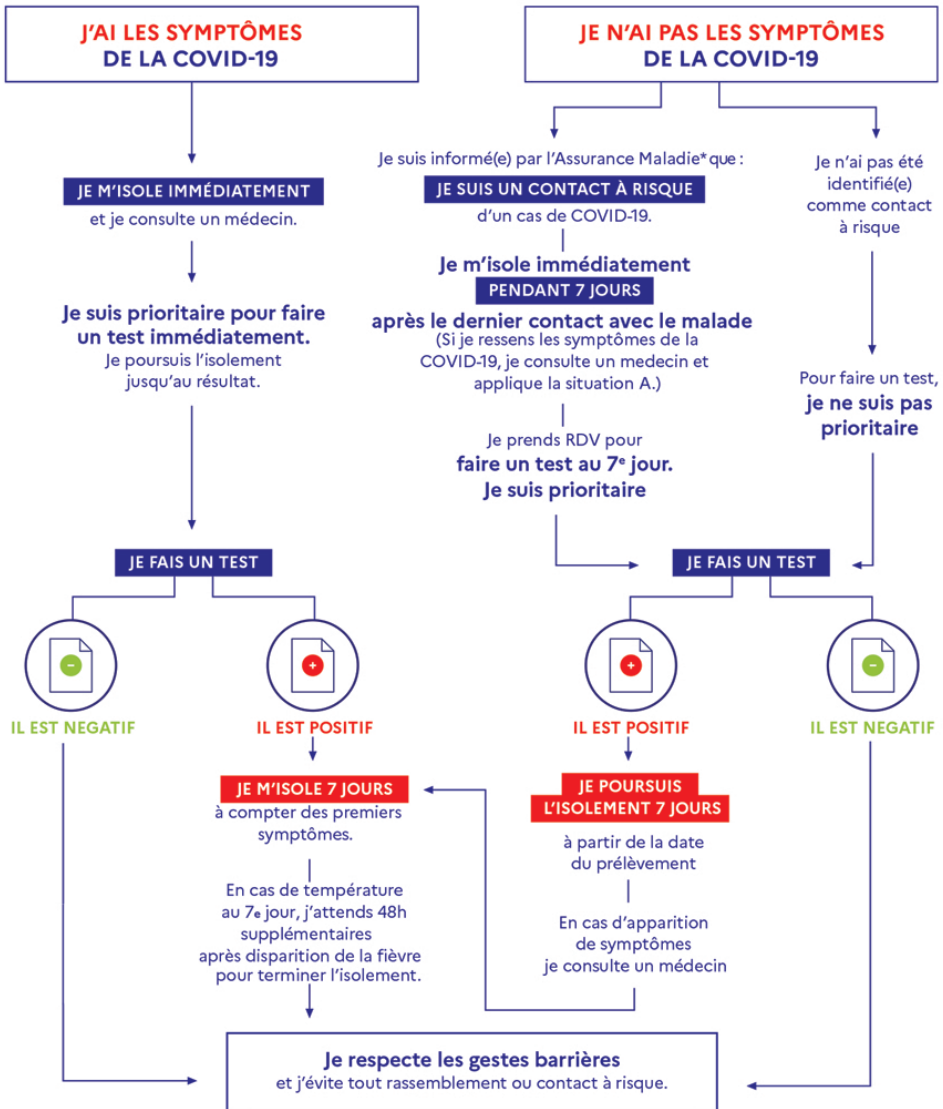 J'AI LES SYMPTÔMES
DE LA COVID-19
JE M'ISOLE IMMÉDIATEMENT
et je consulte un médecin.
Je suis prioritaire pour faire
un test immédiatement.
Je poursuis l'isolement
jusqu'au résultat.
JE FAIS UN TEST
IL EST NEGATIF
IL EST POSITIF
JE M'ISOLE 7 JOURS
à compter des premiers
symptômes.
En cas de température
au 7e jour, j'attends 48h
supplémentaires
après disparition de la fièvre
pour terminer l'isolement.
JE N'AI PAS LES SYMPTÔMES
DE LA COVID-19
Je suis informé(e) par l'Assurance Maladie* que :
JE SUIS UN CONTACT À RISQUE
d'un cas de COVID-19.
Je m'isole immédiatement
PENDANT 7 JOURS
après le dernier contact avec le malade
(Si je ressens les symptômes de la
COVID-19, je consulte un medecin et
applique la situation A.)
Je prends RDV pour
faire un test au 7e jour.
Je suis prioritaire
Je n'ai pas été
identifié(e)
comme contact
à risque
Pour faire un test,
je ne suis pas
prioritaire
JE FAIS UN TEST
IL EST POSITIF
IL EST NEGATIF
JE POURSUIS
L'ISOLEMENT 7 JOURS
à partir de la date
du prélèvement
En cas d'apparition
de symptômes
je consulte un médecin
Je respecte les gestes barrières
et j'évite tout rassemblement ou contact à risque.